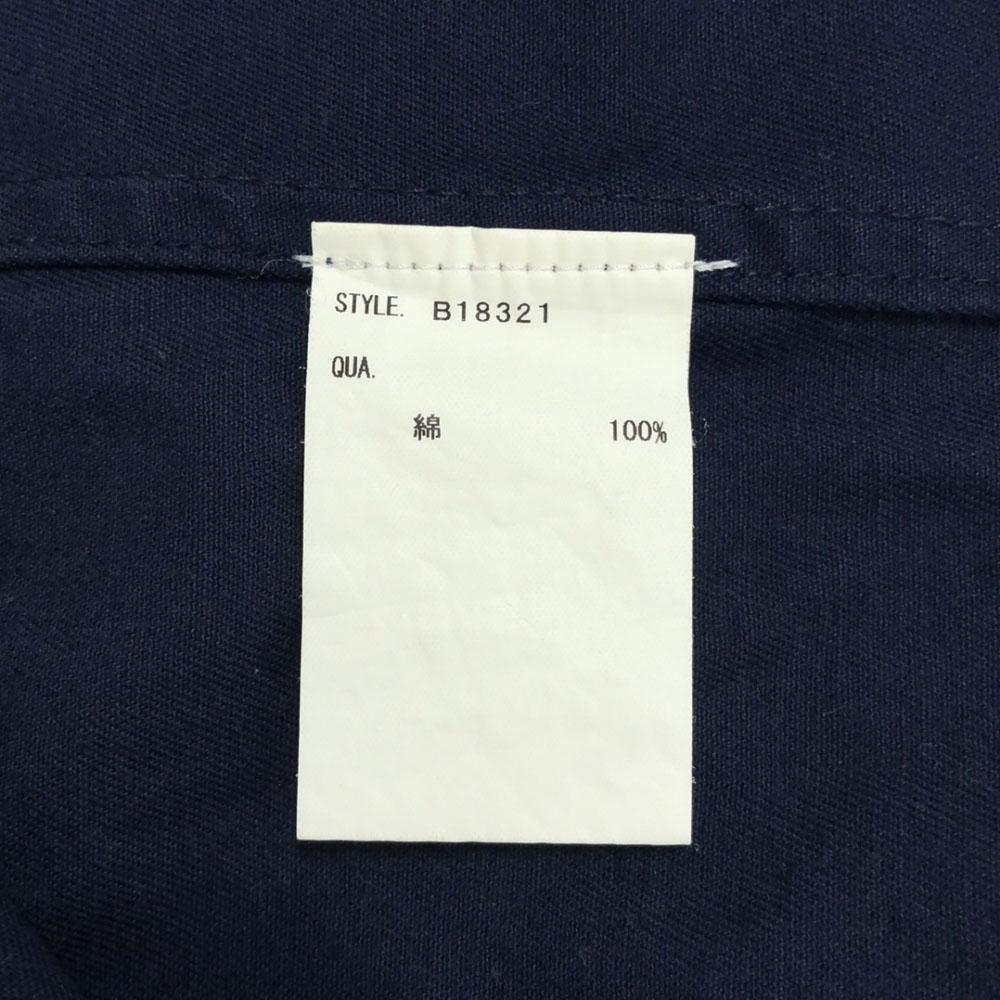 STYLE. B18321
QUA.
綿 100%